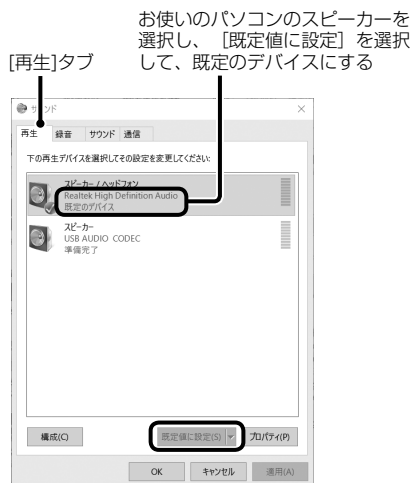 お使いのパソコンのスピーカーを
選択し、［既定値に設定］を選択
して、既定のデバイスにする
[再生]タブ
サウンド
再生 録音 サウンド 通信
下の再生デバイスを選択してその設定を変更してください:
スピーカー / ヘッドフォン
Realtek High Definition Audio
既定のデバイス
スピーカー
USB AUDIO CODEC
準備完了
構成(C) 既定値に設定(S) プロパティ(P)
OK キャンセル 適用(A)